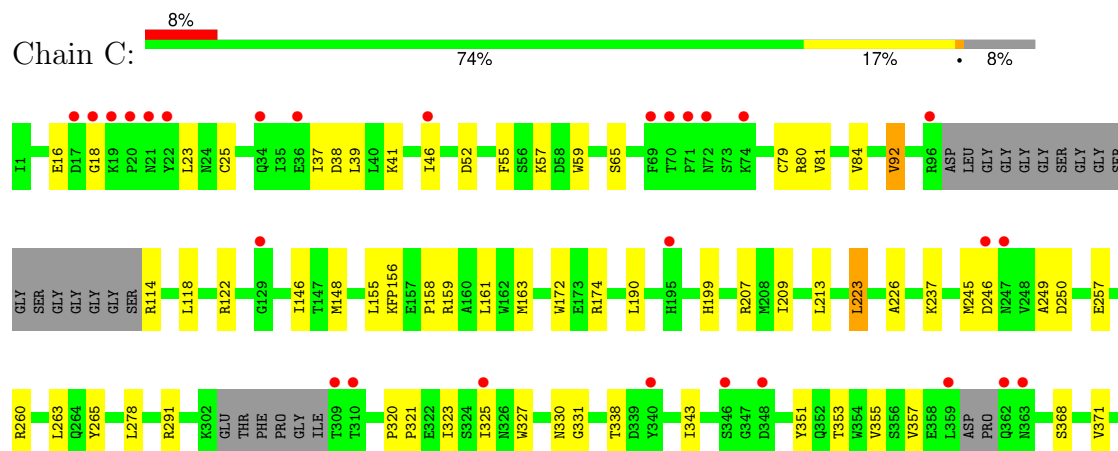 8%
Chain C:
74% 17% • 8%
I1 E16 D17 G18 K19 P20 N21 Y22 L23 N24 C25 Q34 I35 E36 I37 D38 L39 L40 K41 I46 D52 F55 S56 K57 D58 W59 S65 F69 T70 P71 N72 S73 K74 C79 R80 V81 V84 V92 R96 ASP LEU GLY GLY GLY GLY SER GLY GLY SER
GLY SER GLY GLY GLY GLY SER R114 L118 R122 G129 I146 T147 M148 L155 KFP156 E157 P158 R159 A160 L161 W162 M163 W172 E173 R174 L190 H195 H199 R207 M208 I209 L213 L223 A226 K237 M245 D246 N247 V248 A249 D250 E257
R260 L263 Q264 Y265 L278 R291 K302 GLU THR PHE PRO GLY ILE T309 T310 P320 P321 E322 I323 S324 I325 N326 W327 N330 G331 T338 D339 Y340 I343 S346 G347 D348 Y351 Q352 T353 W354 V355 S356 V357 E358 L359 ASP PRO Q362 N363 S368 V371